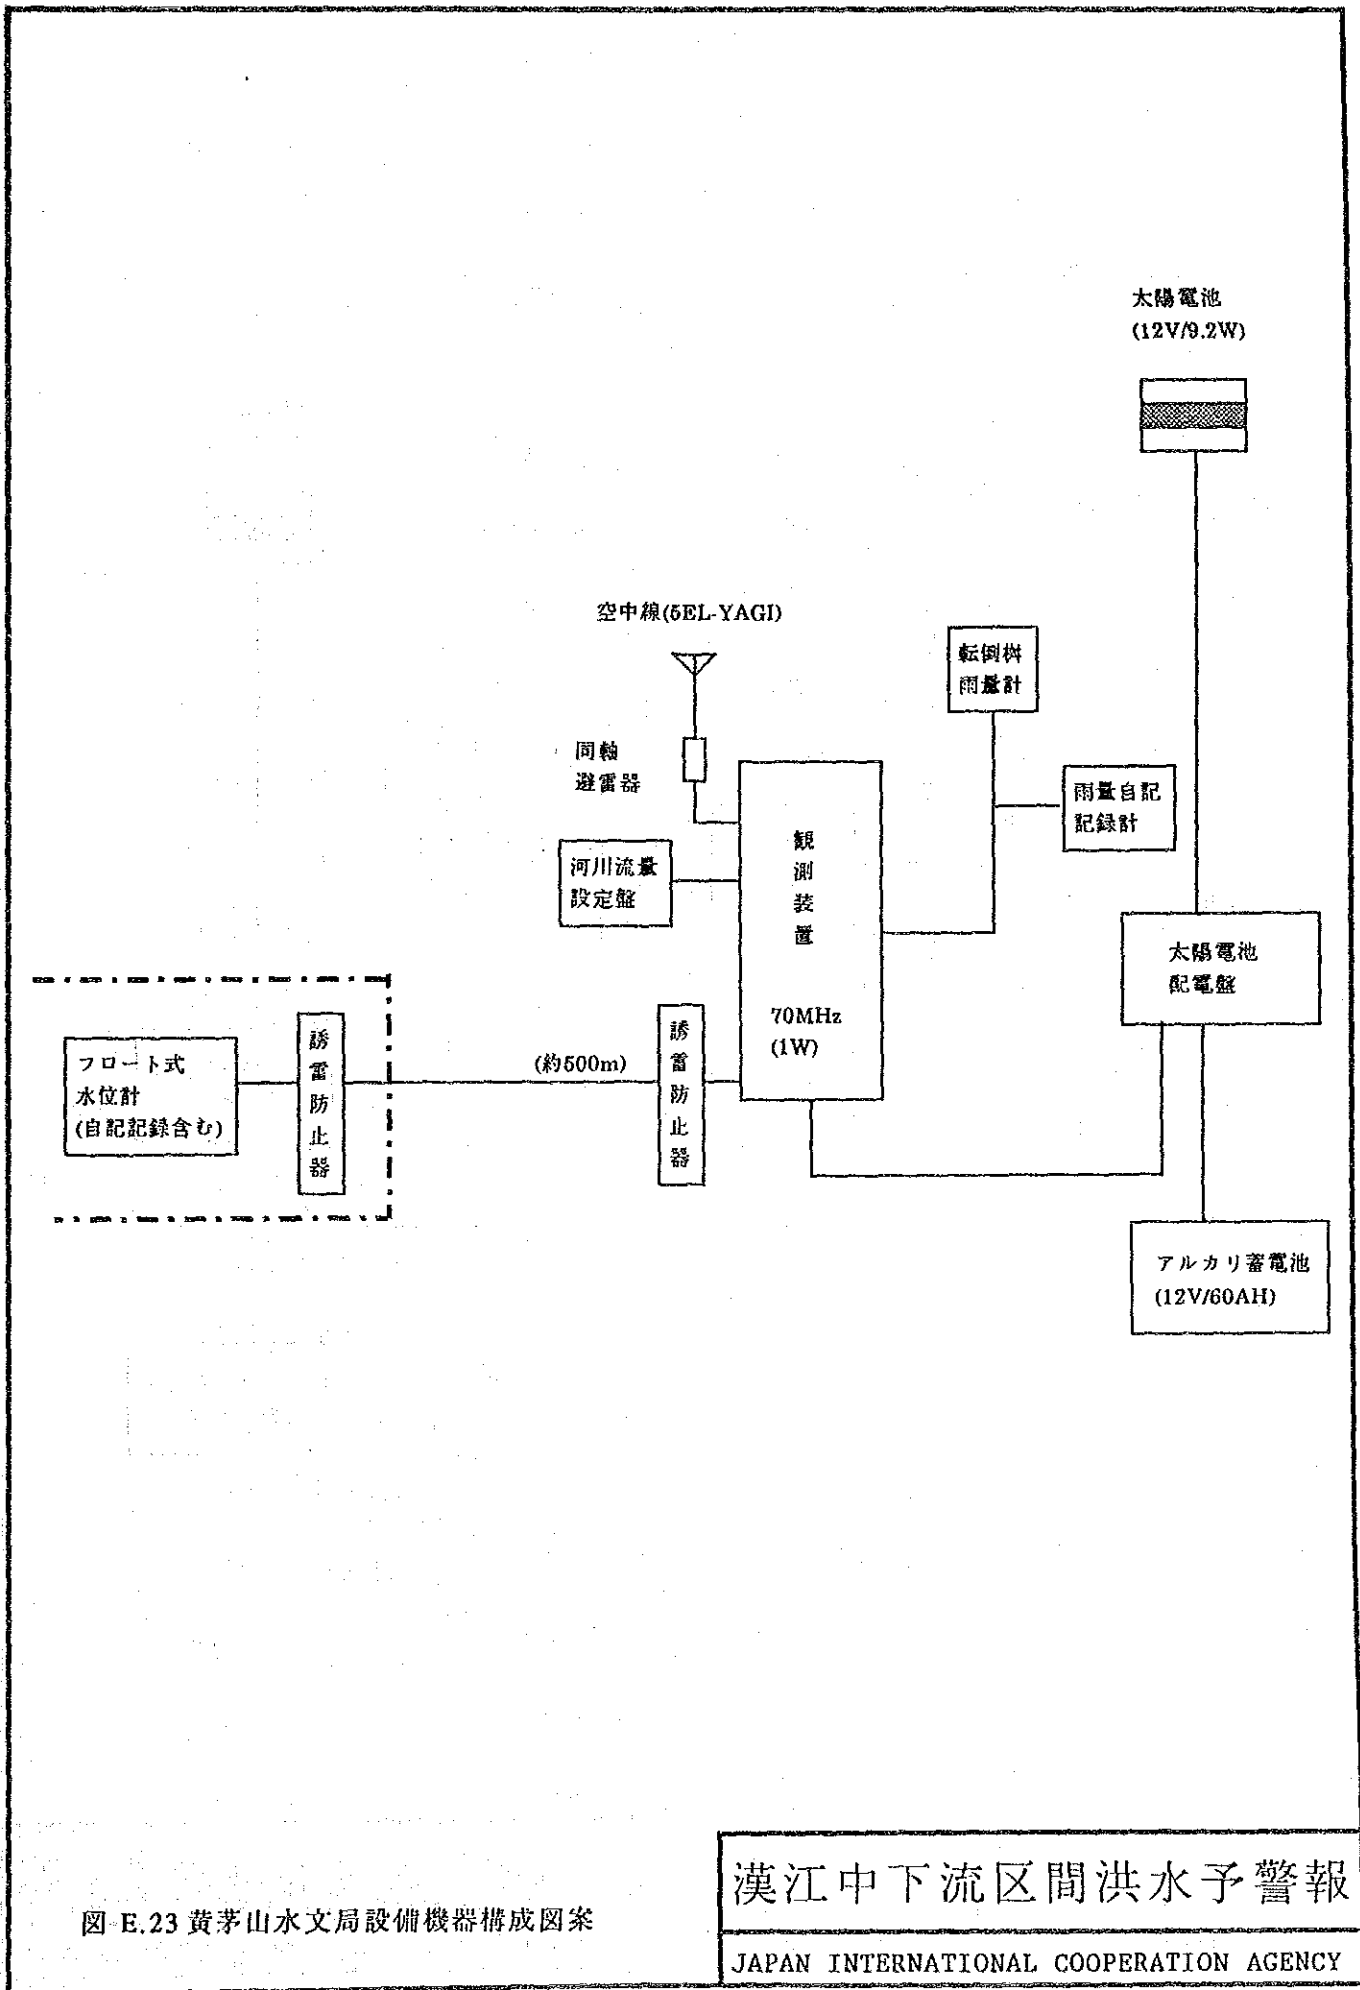 太陽電池
(12V/9.2W)
空中線(5EL-YAGI)
転倒桝
雨量計
同軸
避雷器
雨量自記
記録計
観測装置
河川流量
設定盤
太陽電池
配電盤
70MHz
(1W)
フロート式
水位計
(自記記録含む)
誘雷防止器
(約500m)
誘雷防止器
アルカリ蓄電池
(12V/60AH)
図 E.23 黄茅山水文局設備機器構成図案
漢江中下流区間洪水予警報
JAPAN INTERNATIONAL COOPERATION AGENCY